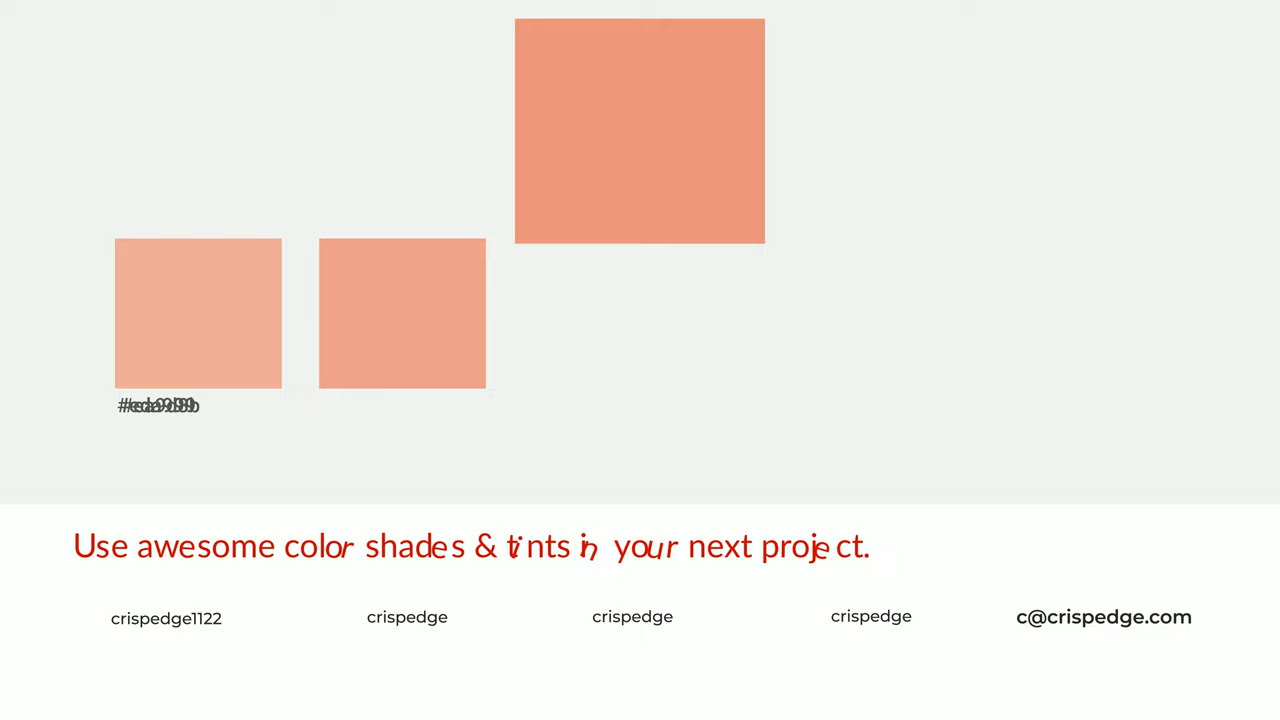 Use awesome color shades & tints in your next project.
crispedge1122 crispedge crispedge crispedge c@crispedge.com